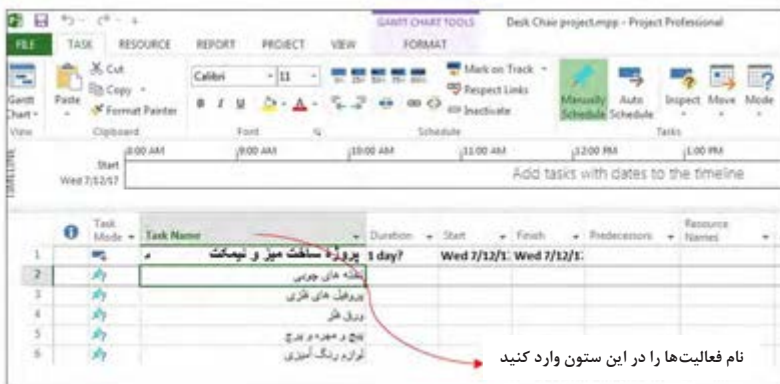 GANTT CHART TOOLS Desk Chair project.mpp - Project Professional
FILE TASK RESOURCE REPORT PROJECT VIEW FORMAT
Cut
Copy
Format Painter
Paste
Gantt Chart
Calibri 11
B I U
Mark on Track
Respect Links
Inactivate
Manually Schedule
Auto Schedule
Inspect Move Mode
View Clipboard Font Schedule Tasks
TIMELINE
Start
Wed 7/12/17
8:00 AM 9:00 AM 10:00 AM 11:00 AM 12:00 PM 1:00 PM
Add tasks with dates to the timeline
Task Mode Task Name Duration Start Finish Predecessors Resource Names
1 پروژه ساخت میز و نیمکت 1 day? Wed 7/12/1 Wed 7/12/1
2 تخته های چوبی
3 پروفیل های فلزی
4 ورق فلز
5 پیچ و مهره و پرچ
6 لوازم رنگ آمیزی
نام فعالیت‌ها را در این ستون وارد کنید